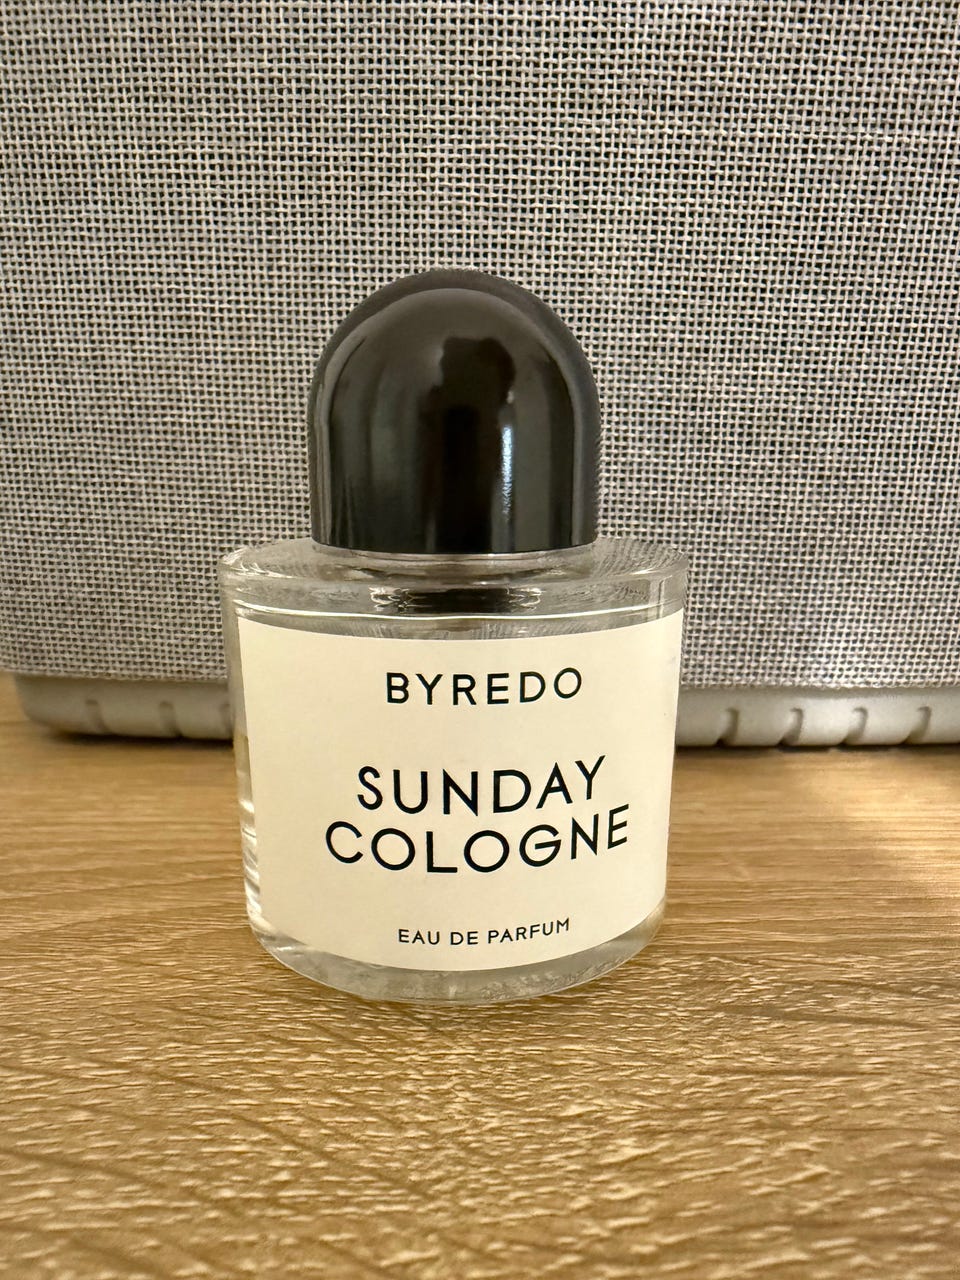 BYREDO
SUNDAY
COLOGNE
EAU DE PARFUM